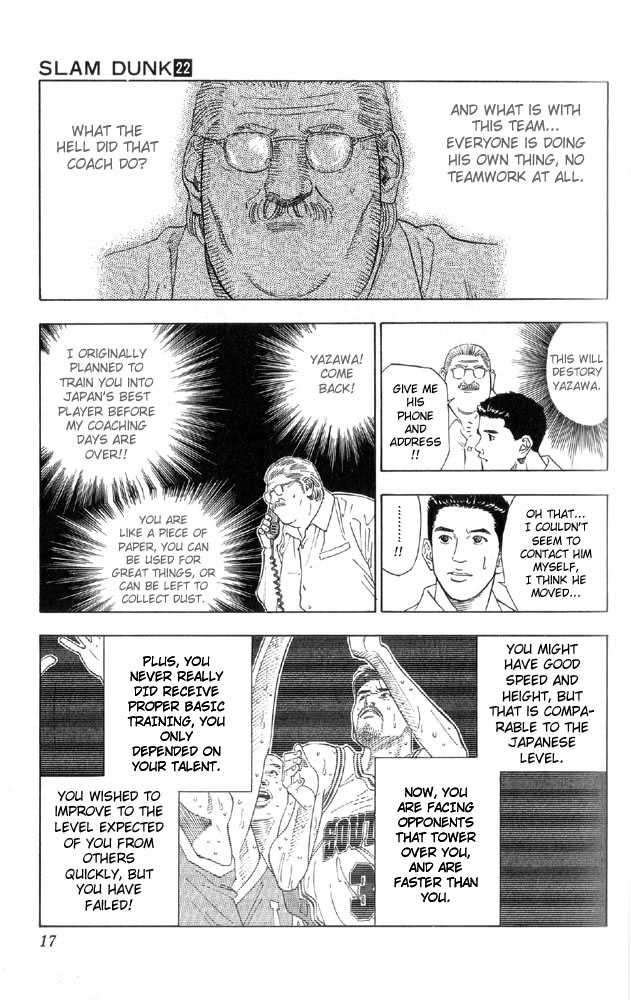 SLAM DUNK 22
AND WHAT IS WITH
THIS TEAM...
EVERYONE IS DOING
HIS OWN THING, NO
TEAMWORK AT ALL.
WHAT THE
HELL DID THAT
COACH DO?
THIS WILL
DESTORY
YAZAWA.
GIVE ME
HIS
PHONE
AND
ADDRESS
!!
OH THAT...
I COULDN'T
SEEM TO
CONTACT HIM
MYSELF,
I THINK HE
MOVED...
......
!!
YAZAWA!
COME
BACK!
I ORIGINALLY
PLANNED TO
TRAIN YOU INTO
JAPAN'S BEST
PLAYER BEFORE
MY COACHING
DAYS ARE
OVER!!
YOU ARE
LIKE A PIECE OF
PAPER, YOU CAN
BE USED FOR
GREAT THINGS, OR
CAN BE LEFT TO
COLLECT DUST.
YOU MIGHT
HAVE GOOD
SPEED AND
HEIGHT, BUT
THAT IS COMPA-
RABLE TO THE
JAPANESE
LEVEL.
NOW, YOU
ARE FACING
OPPONENTS
THAT TOWER
OVER YOU,
AND ARE
FASTER THAN
YOU.
PLUS, YOU
NEVER REALLY
DID RECEIVE
PROPER BASIC
TRAINING, YOU
ONLY
DEPENDED ON
YOUR TALENT.
YOU WISHED TO
IMPROVE TO THE
LEVEL EXPECTED
OF YOU FROM
OTHERS
QUICKLY, BUT
YOU HAVE
FAILED!
3
17